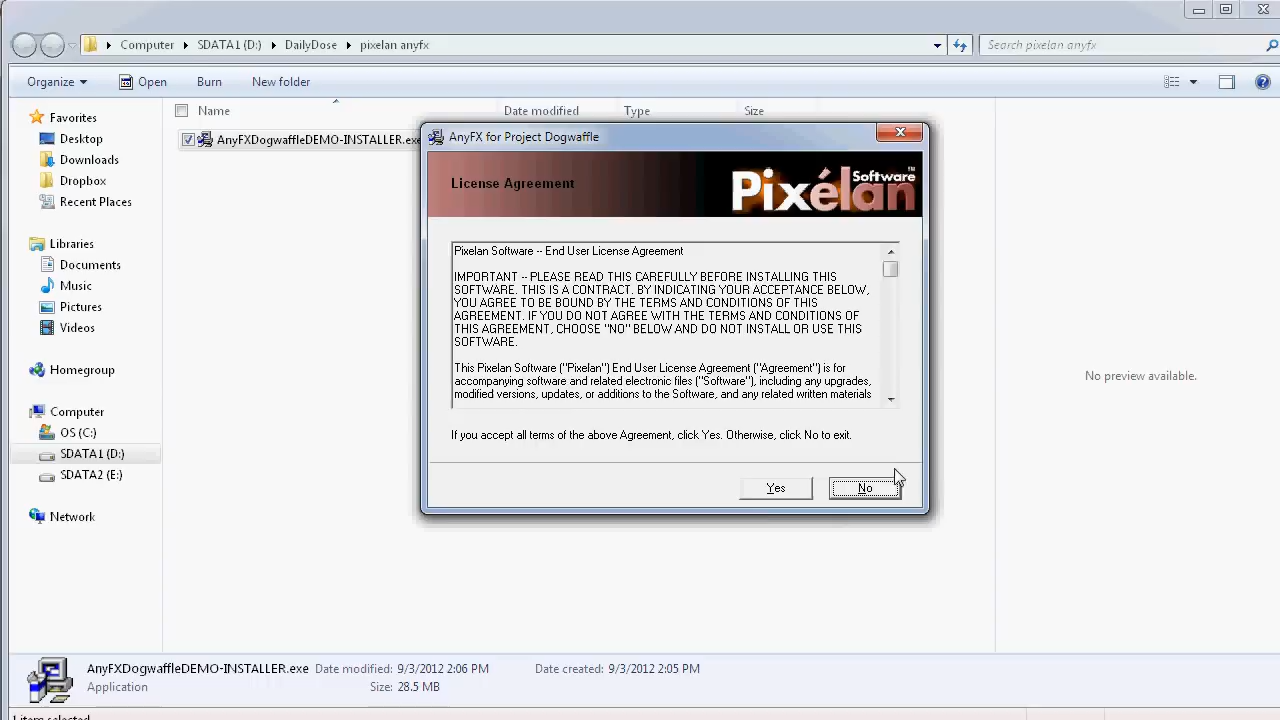 Computer SDATA1 (D:) DailyDose pixelan anyfx
Search pixelan anyfx
Organize Open Burn New folder
Favorites
Desktop
Downloads
Dropbox
Recent Places
Libraries
Documents
Music
Pictures
Videos
Homegroup
Computer
OS (C:)
SDATA1 (D:)
SDATA2 (E:)
Network
Name Date modified Type Size
AnyFXDogwaffleDEMO-INSTALLER.exe
AnyFX for Project Dogwaffle
License Agreement
Pixélan Software™
Pixelan Software -- End User License Agreement
IMPORTANT -- PLEASE READ THIS CAREFULLY BEFORE INSTALLING THIS
SOFTWARE. THIS IS A CONTRACT. BY INDICATING YOUR ACCEPTANCE BELOW,
YOU AGREE TO BE BOUND BY THE TERMS AND CONDITIONS OF THIS
AGREEMENT. IF YOU DO NOT AGREE WITH THE TERMS AND CONDITIONS OF
THIS AGREEMENT, CHOOSE "NO" BELOW AND DO NOT INSTALL OR USE THIS
SOFTWARE.
This Pixelan Software ("Pixelan") End User License Agreement ("Agreement") is for
accompanying software and related electronic files ("Software"), including any upgrades,
modified versions, updates, or additions to the Software, and any related written materials
If you accept all terms of the above Agreement, click Yes. Otherwise, click No to exit.
Yes No
No preview available.
AnyFXDogwaffleDEMO-INSTALLER.exe Date modified: 9/3/2012 2:06 PM Date created: 9/3/2012 2:05 PM
Application Size: 28.5 MB
1 item selected